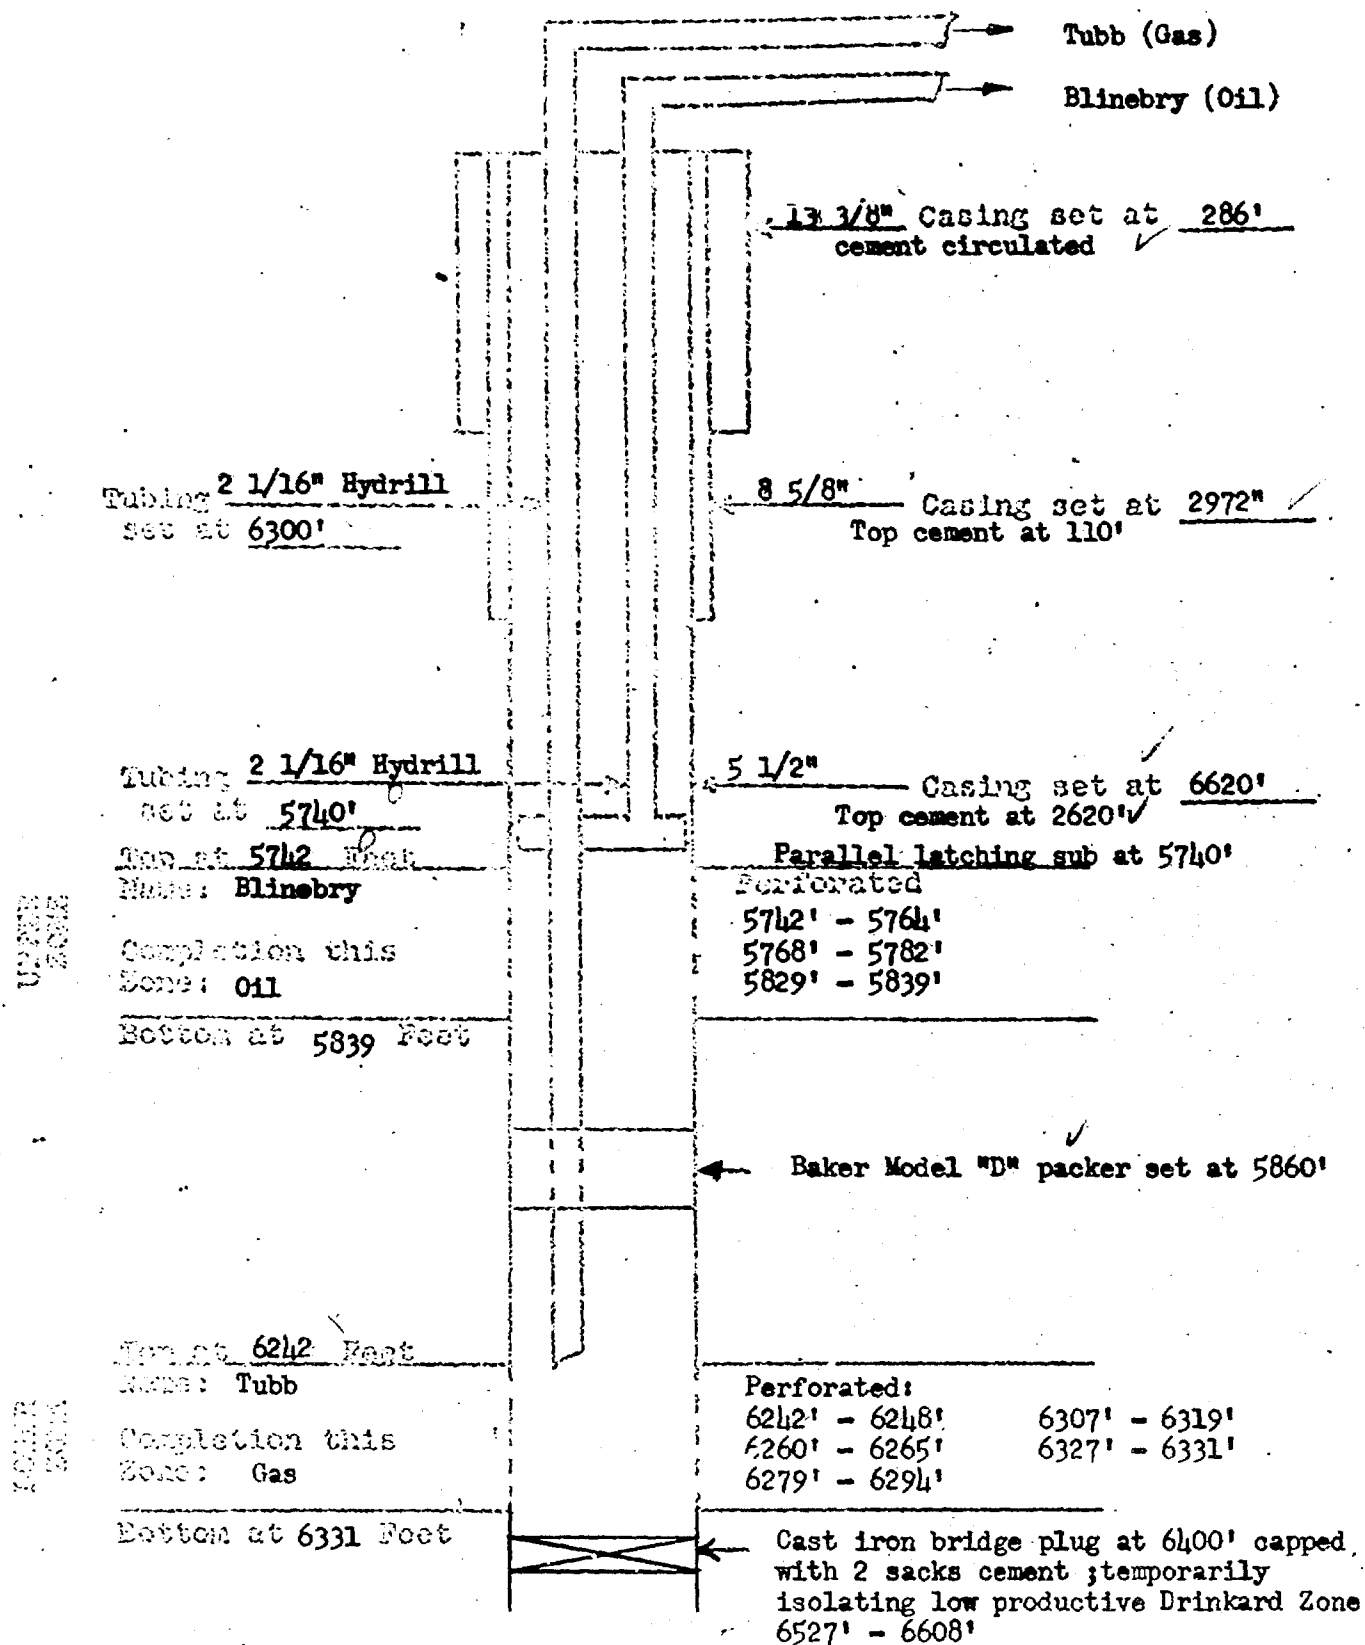 Tubb (Gas)
Blinebry (Oil)
13 3/8" Casing set at 286'
cement circulated
Tubing 2 1/16" Hydrill
set at 6300'
8 5/8" Casing set at 2972"
Top cement at 110'
Tubing 2 1/16" Hydrill
set at 5740'
5 1/2" Casing set at 6620'
Top cement at 2620'
Parallel latching sub at 5740'
UPPER
ZONE
Top at 5742 Feet
Name: Blinebry
Completion this
Zone: Oil
Bottom at 5839 Feet
Perforated
5742' - 5764'
5768' - 5782'
5829' - 5839'
Baker Model "D" packer set at 5860'
LOWER
ZONE
Top at 6242 Feet
Name: Tubb
Completion this
Zone: Gas
Bottom at 6331 Feet
Perforated:
6242' - 6248' 6307' - 6319'
6260' - 6265' 6327' - 6331'
6279' - 6294'
Cast iron bridge plug at 6400' capped
with 2 sacks cement ;temporarily
isolating low productive Drinkard Zone
6527' - 6608'